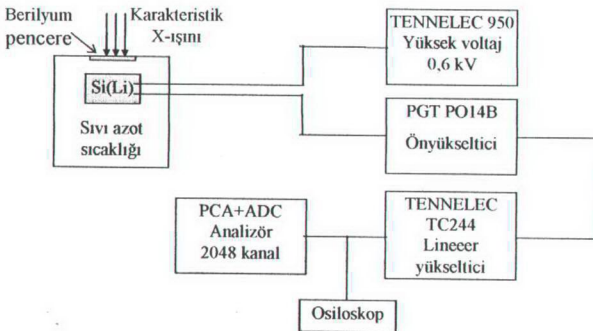 Berilyum
pencere
Karakteristik
X-ışını
Si(Li)
Sıvı azot
sıcaklığı
TENNELEC 950
Yüksek voltaj
0,6 kV
PGT PO14B
Önyükseltici
TENNELEC
TC244
Lineeer
yükseltici
PCA+ADC
Analizör
2048 kanal
Osiloskop